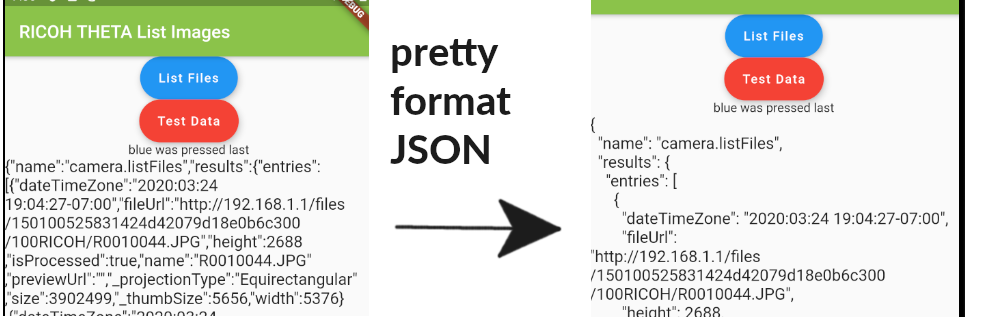 BUG
RICOH THETA List Images
List Files
Test Data
blue was pressed last
{"name":"camera.listFiles","results":{"entries":
[{"dateTimeZone":"2020:03:24
19:04:27-07:00","fileUrl":"http://192.168.1.1/files
/150100525831424d42079d18e0b6c300
/100RICOH/R0010044.JPG","height":2688
,"isProcessed":true,"name":"R0010044.JPG"
,"previewUrl":"","_projectionType":"Equirectangular"
,"size":3902499,"_thumbSize":5656,"width":5376}
,{"dateTimeZone":"2020:03:24
pretty
format
JSON
List Files
Test Data
blue was pressed last
{
"name": "camera.listFiles",
"results": {
"entries": [
{
"dateTimeZone": "2020:03:24 19:04:27-07:00",
"fileUrl":
"http://192.168.1.1/files
/150100525831424d42079d18e0b6c300
/100RICOH/R0010044.JPG",
"height": 2688